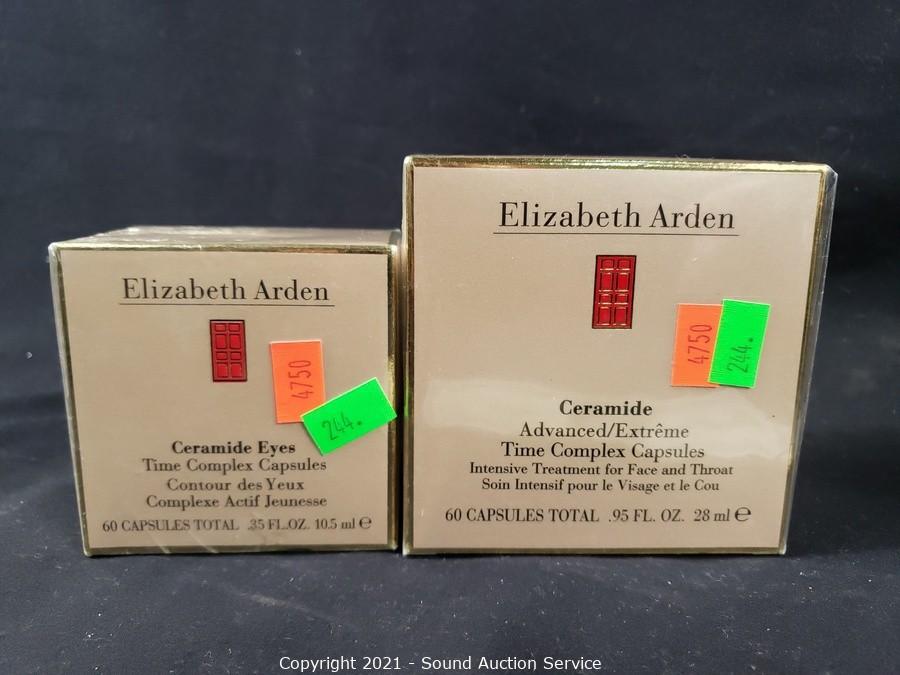 Elizabeth Arden
4750
244.
Ceramide Eyes
Time Complex Capsules
Contour des Yeux
Complexe Actif Jeunesse
60 CAPSULES TOTAL .35 FL.OZ. 10.5 ml ℮
Elizabeth Arden
4750
244.
Ceramide
Advanced/Extrême
Time Complex Capsules
Intensive Treatment for Face and Throat
Soin Intensif pour le Visage et le Cou
60 CAPSULES TOTAL .95 FL. OZ. 28 ml ℮
Copyright 2021 - Sound Auction Service